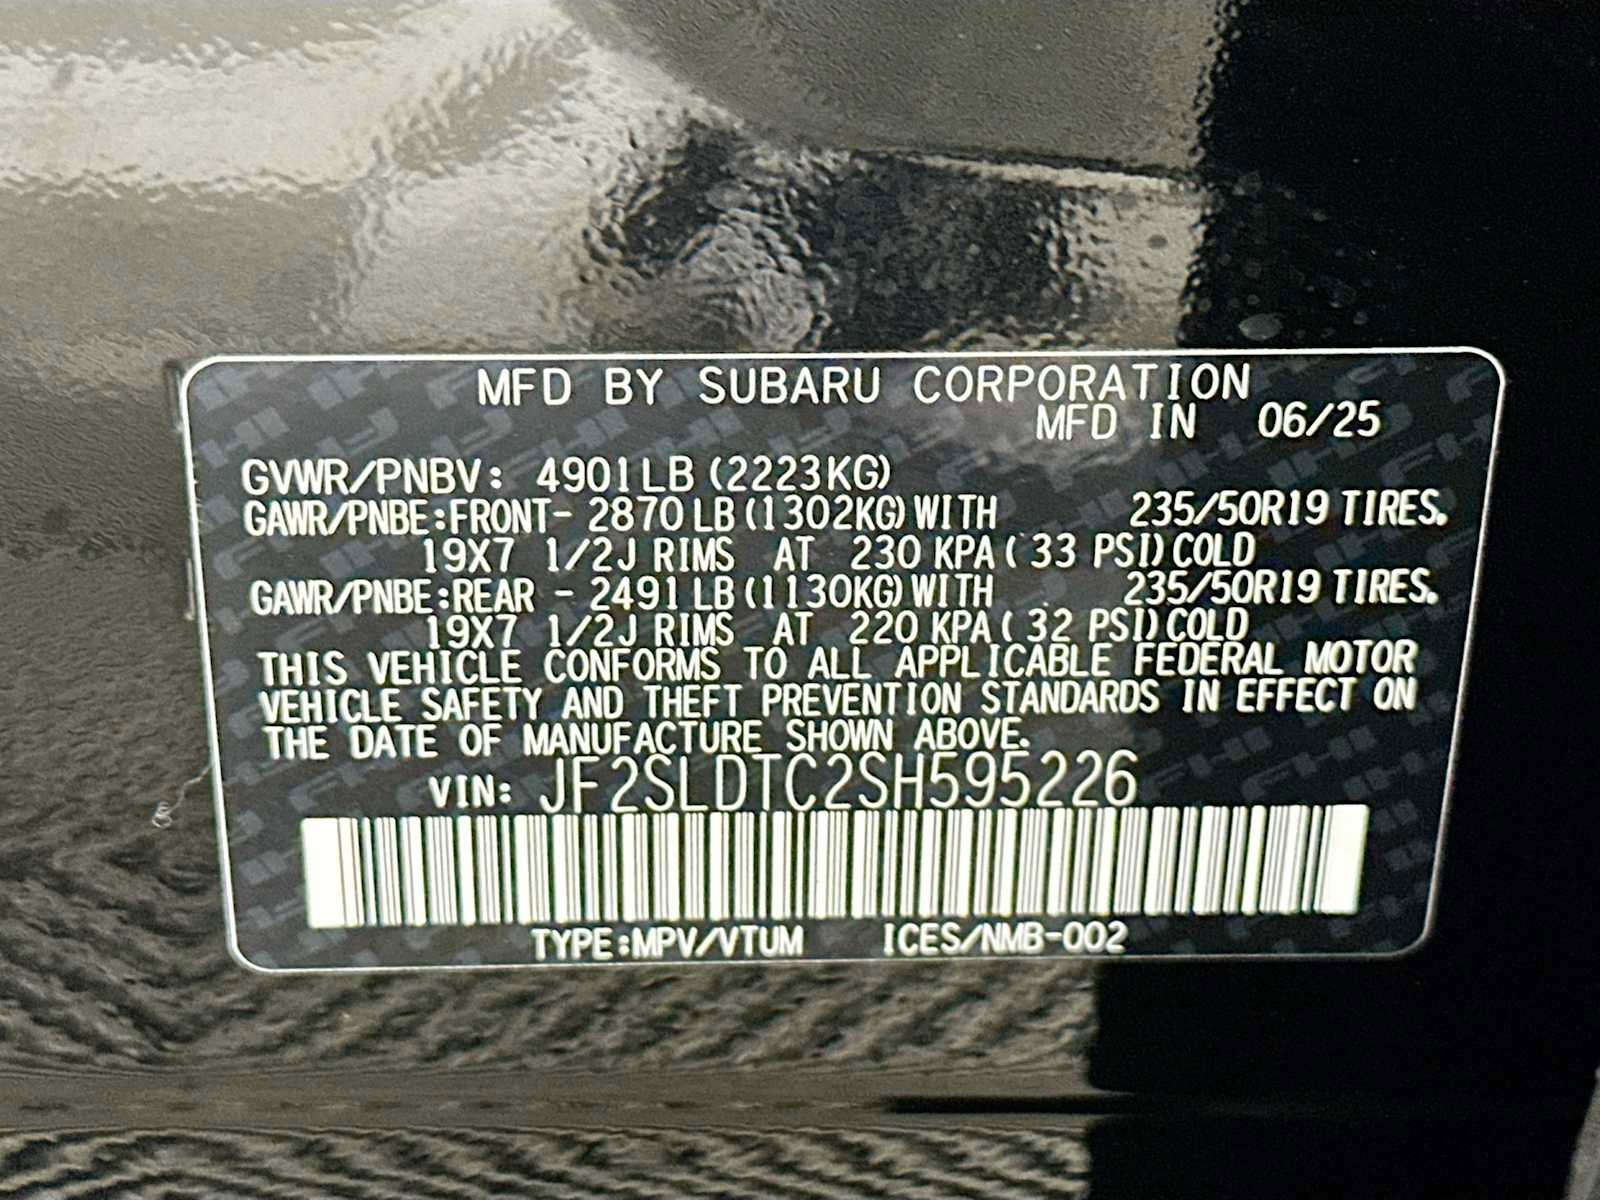 MFD BY SUBARU CORPORATION
MFD IN 06/25
GVWR/PNBV: 4901LB (2223KG)
GAWR/PNBE:FRONT- 2870 LB (1302KG) WITH 235/50R19 TIRES.
19X7 1/2J RIMS AT 230 KPA ( 33 PSI) COLD
GAWR/PNBE:REAR - 2491 LB (1130KG) WITH 235/50R19 TIRES.
19X7 1/2J RIMS AT 220 KPA ( 32 PSI) COLD
THIS VEHICLE CONFORMS TO ALL APPLICABLE FEDERAL MOTOR
VEHICLE SAFETY AND THEFT PREVENTION STANDARDS IN EFFECT ON
THE DATE OF MANUFACTURE SHOWN ABOVE.
VIN: JF2SLDTC2SH595226
TYPE:MPV/VTUM ICES/NMB-002